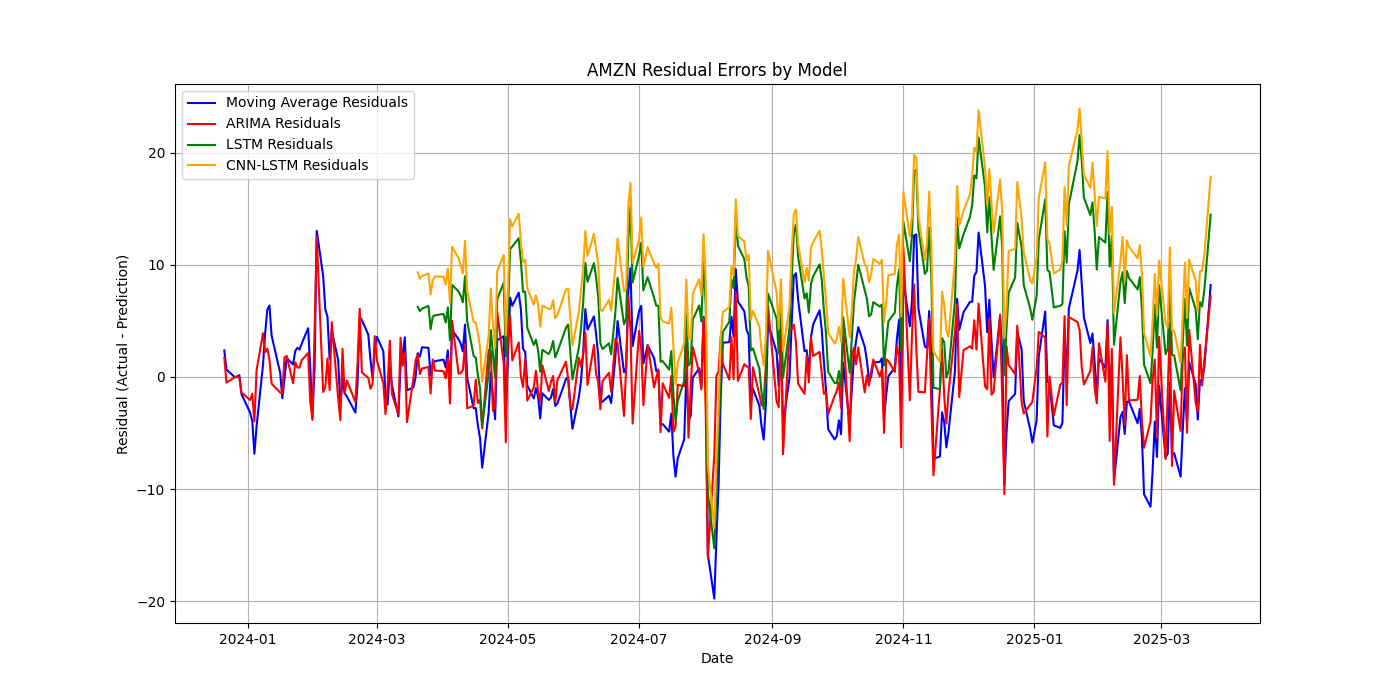 AMZN Residual Errors by Model
Moving Average Residuals
ARIMA Residuals
LSTM Residuals
CNN-LSTM Residuals
Residual (Actual - Prediction)
20
10
0
−10
−20
2024-01
2024-03
2024-05
2024-07
2024-09
2024-11
2025-01
2025-03
Date